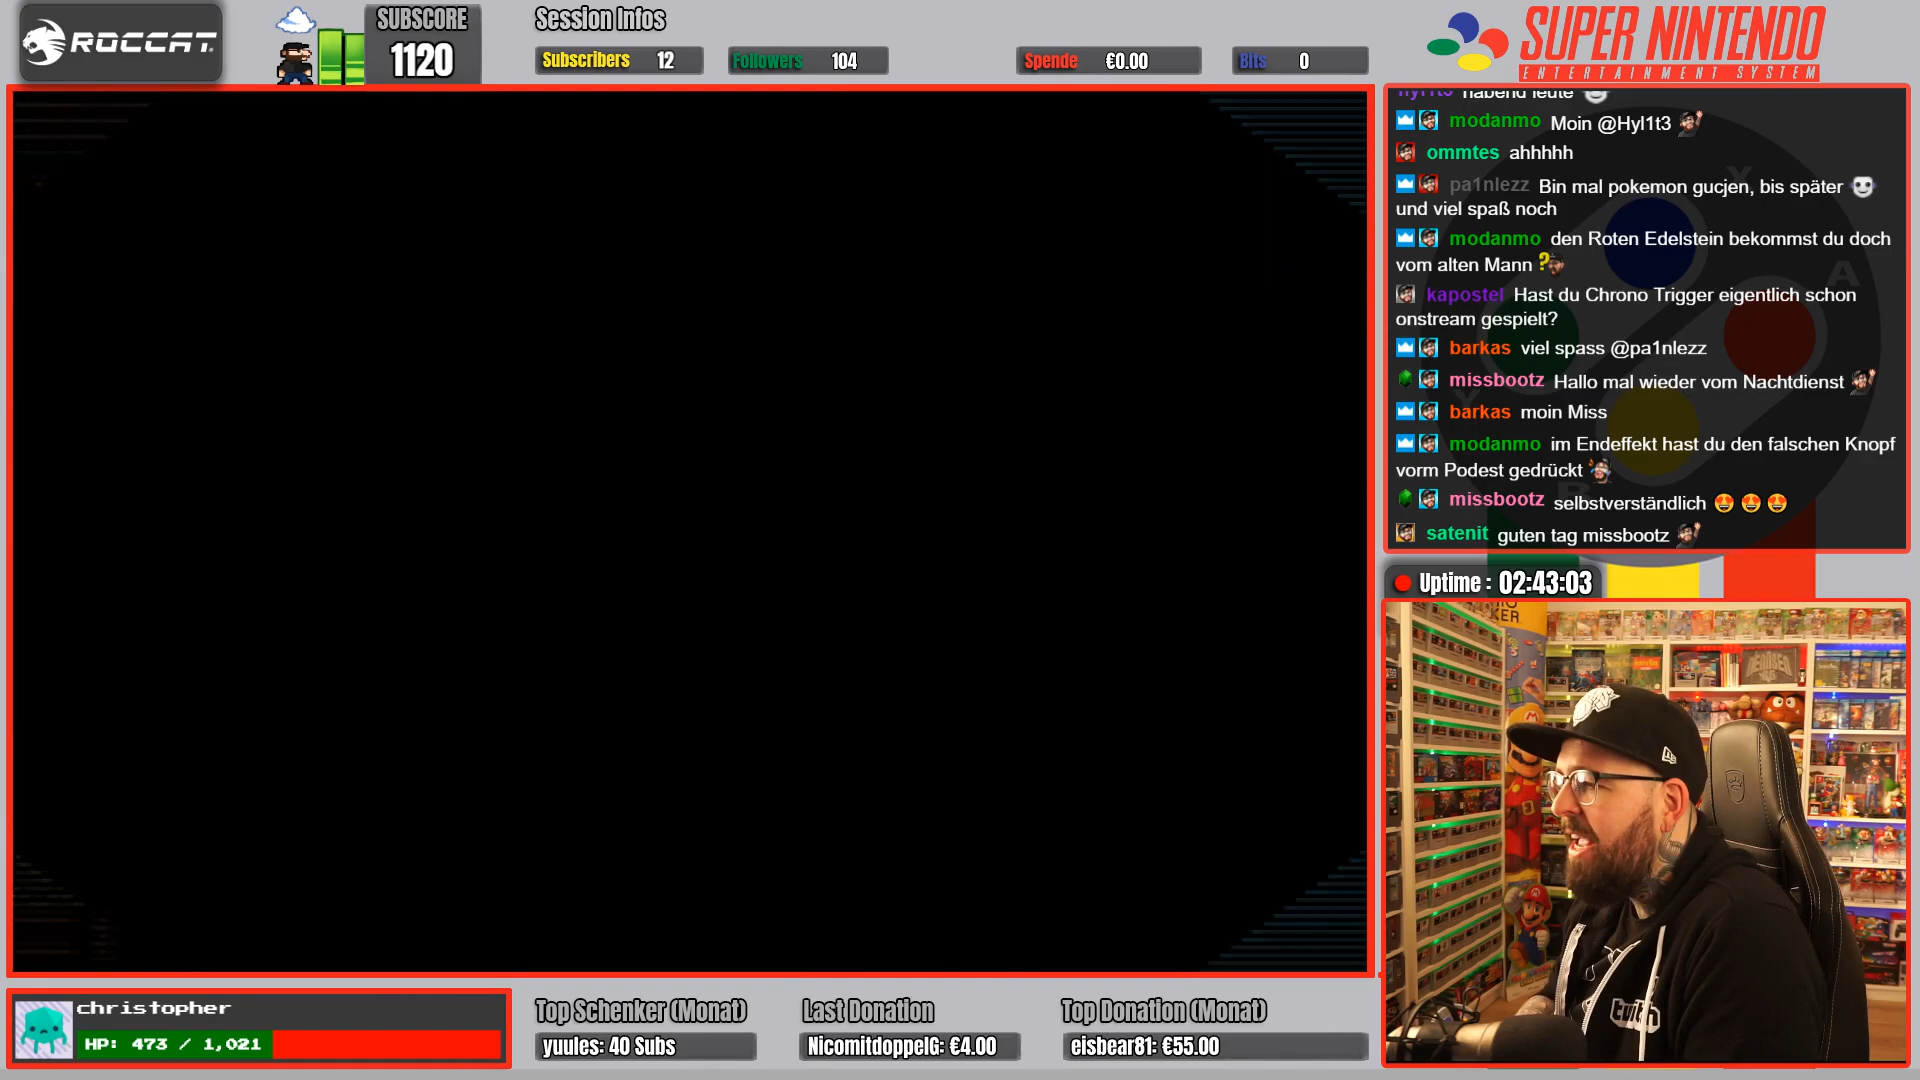 ROCCAT
SUBSCORE
1120
Session Infos
Subscribers 12
Followers 104
Spende €0.00
Bits 0
SUPER NINTENDO
ENTERTAINMENT SYSTEM
habend leute
modanmo Moin @Hyl1t3
ommtes ahhhhh
pa1nlezz Bin mal pokemon gucjen, bis später
und viel spaß noch
modanmo den Roten Edelstein bekommst du doch
vom alten Mann
kapostel Hast du Chrono Trigger eigentlich schon
onstream gespielt?
barkas viel spass @pa1nlezz
missbootz Hallo mal wieder vom Nachtdienst
barkas moin Miss
modanmo im Endeffekt hast du den falschen Knopf
vorm Podest gedrückt
missbootz selbstverständlich
satenit guten tag missbootz
Uptime : 02:43:03
christopher
HP: 473 / 1,021
Top Schenker (Monat)
yuules: 40 Subs
Last Donation
NicomitdoppelG: €4.00
Top Donation (Monat)
eisbear81: €55.00
twitch